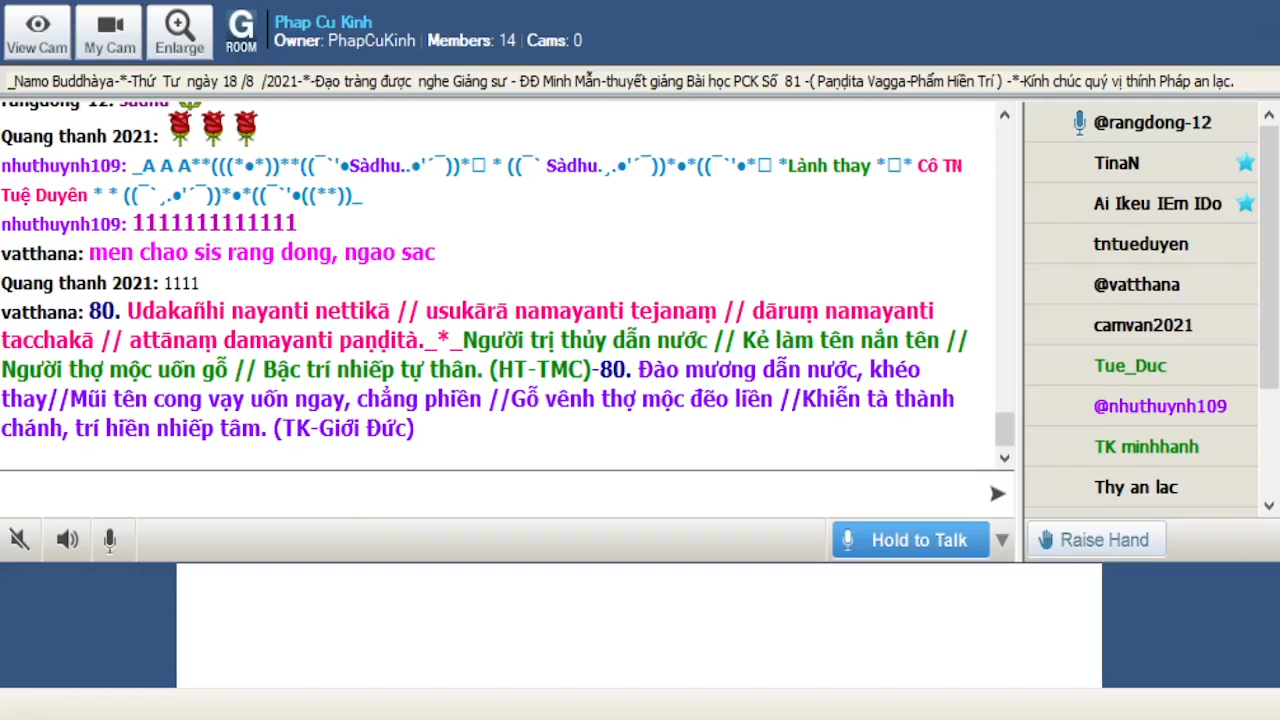 View Cam
My Cam
Enlarge
G
ROOM
Phap Cu Kinh
Owner: PhapCuKinh | Members: 14 | Cams: 0
_Namo Buddhàya-*-Thứ Tư ngày 18 /8 /2021-*-Đạo tràng được nghe Giảng sư - ĐĐ Minh Mẫn-thuyết giảng Bài học PCK Số 81 -( Paṇḍita Vagga-Phẩm Hiền Trí ) -*-Kính chúc quý vị thính Pháp an lạc.
rangdong-12: Sadhu
Quang thanh 2021:
nhuthuynh109: _A A A**(((*●*))**((¯`'●Sàdhu..●'´¯))*●*□ * ((¯` Sàdhu.¸.●'´¯))*●*((¯`'●*□ *Lành thay *□* Cô TN
Tuệ Duyên * * ((¯`¸.●'´¯))*●*((¯`'●((**))_
nhuthuynh109: 1111111111111
vatthana: men chao sis rang dong, ngao sac
Quang thanh 2021: 1111
vatthana: 80. Udakañhi nayanti nettikā // usukārā namayanti tejanaṃ // dāruṃ namayanti
tacchakā // attānaṃ damayanti paṇḍità._*_Người trị thủy dẫn nước // Kẻ làm tên nắn tên //
Người thợ mộc uốn gỗ // Bậc trí nhiếp tự thân. (HT-TMC)-80. Đào mương dẫn nước, khéo
thay//Mũi tên cong vạy uốn ngay, chẳng phiền //Gỗ vênh thợ mộc đẽo liền //Khiễn tà thành
chánh, trí hiền nhiếp tâm. (TK-Giới Đức)
@rangdong-12
TinaN
Ai Ikeu IEm IDo
tntueduyen
@vatthana
camvan2021
Tue_Duc
@nhuthuynh109
TK minhhanh
Thy an lac
Hold to Talk
Raise Hand